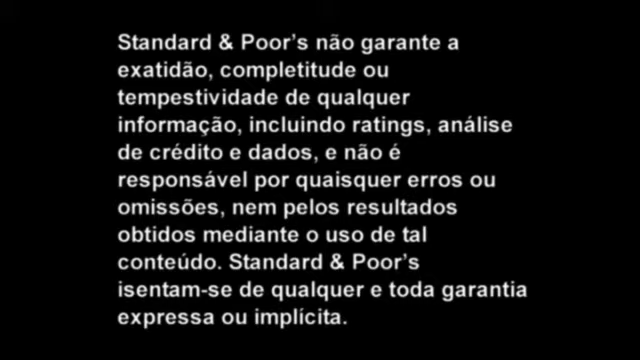 Standard & Poor's não garante a
exatidão, completitude ou
tempestividade de qualquer
informação, incluindo ratings, análise
de crédito e dados, e não é
responsável por quaisquer erros ou
omissões, nem pelos resultados
obtidos mediante o uso de tal
conteúdo. Standard & Poor's
isentam-se de qualquer e toda garantia
expressa ou implícita.